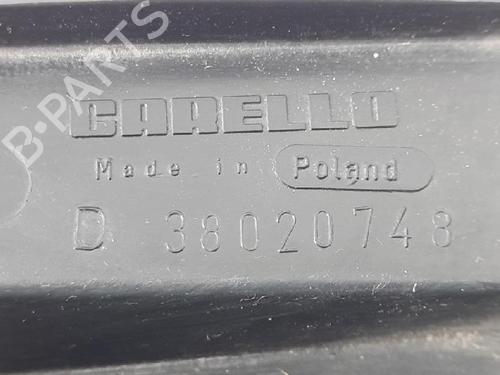 B-PARTS
CARELLO
Made in Poland
D 38020748